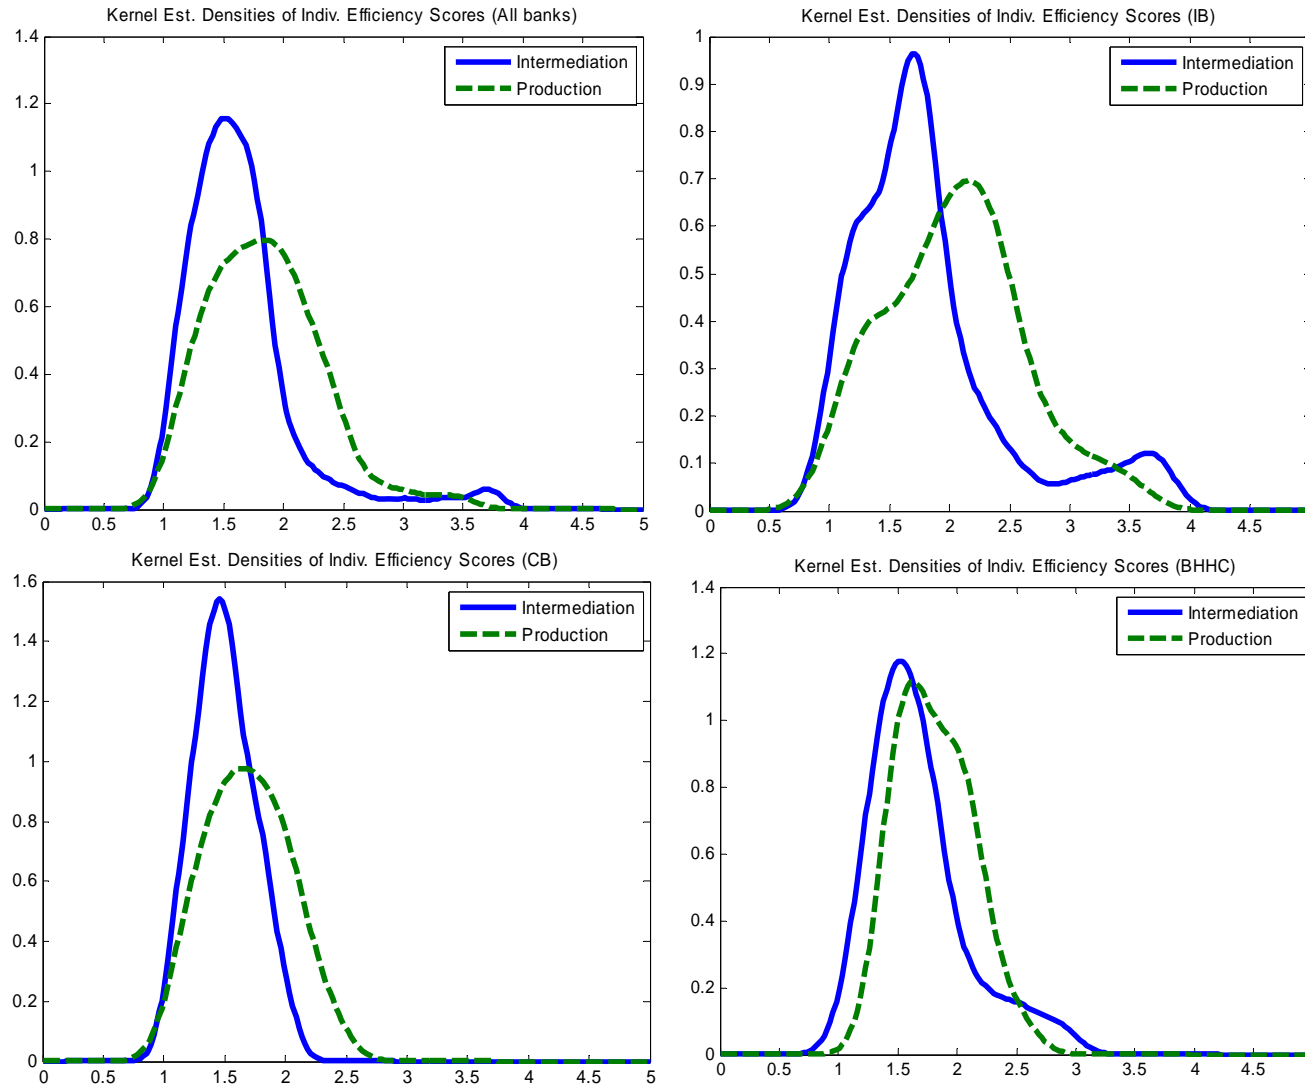 Kernel Est. Densities of Indiv. Efficiency Scores (All banks)
1.4
1.2
1
0.8
0.6
0.4
0.2
0
0 0.5 1 1.5 2 2.5 3 3.5 4 4.5 5
Intermediation
Production
Kernel Est. Densities of Indiv. Efficiency Scores (IB)
1
0.9
0.8
0.7
0.6
0.5
0.4
0.3
0.2
0.1
0
0 0.5 1 1.5 2 2.5 3 3.5 4 4.5
Intermediation
Production
Kernel Est. Densities of Indiv. Efficiency Scores (CB)
1.6
1.4
1.2
1
0.8
0.6
0.4
0.2
0
0 0.5 1 1.5 2 2.5 3 3.5 4 4.5 5
Intermediation
Production
Kernel Est. Densities of Indiv. Efficiency Scores (BHHC)
1.4
1.2
1
0.8
0.6
0.4
0.2
0
0 0.5 1 1.5 2 2.5 3 3.5 4 4.5
Intermediation
Production